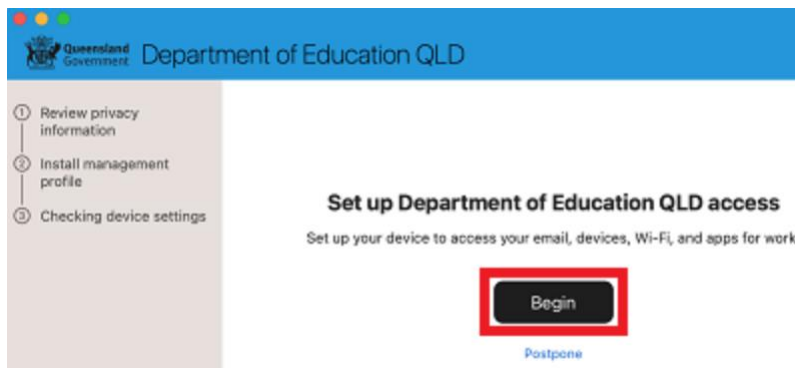 Queensland
Government
Department of Education QLD
1 Review privacy
information
2 Install management
profile
3 Checking device settings
Set up Department of Education QLD access
Set up your device to access your email, devices, Wi-Fi, and apps for work
Begin
Postpone